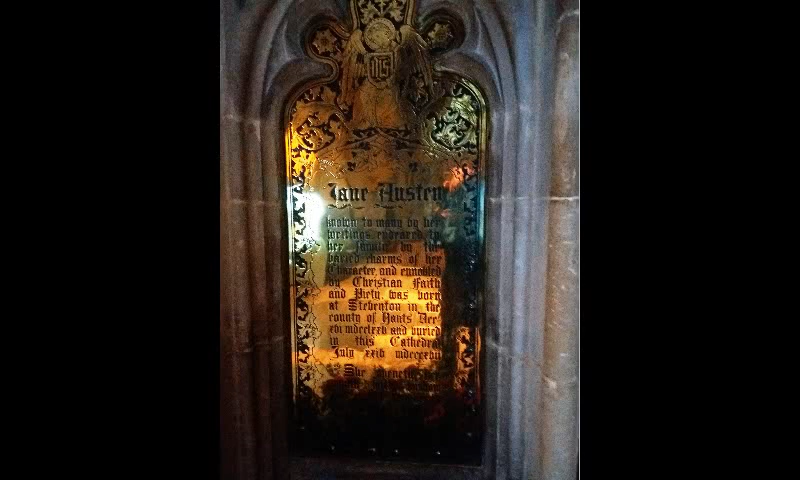 IHS
Jane Austen
known to many by her
writings, endeared to
her family by the
varied charms of her
Character, and ennobled
by Christian Faith
and Piety, was born
at Steventon in the
county of Hants Dec.
xvi mdcclxxv and buried
in this Cathedral
July xxiv mdcccxvii
She